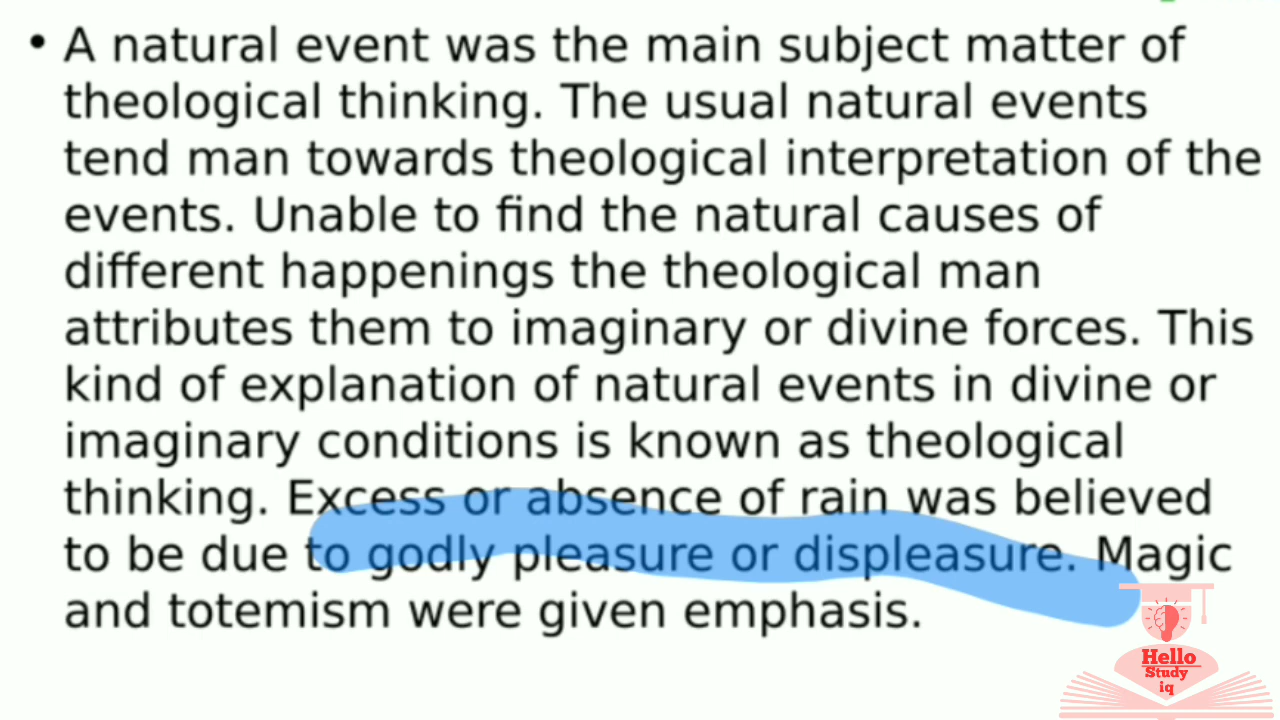 • A natural event was the main subject matter of
theological thinking. The usual natural events
tend man towards theological interpretation of the
events. Unable to find the natural causes of
different happenings the theological man
attributes them to imaginary or divine forces. This
kind of explanation of natural events in divine or
imaginary conditions is known as theological
thinking. Excess or absence of rain was believed
to be due to godly pleasure or displeasure. Magic
and totemism were given emphasis.
Hello
Study
iq